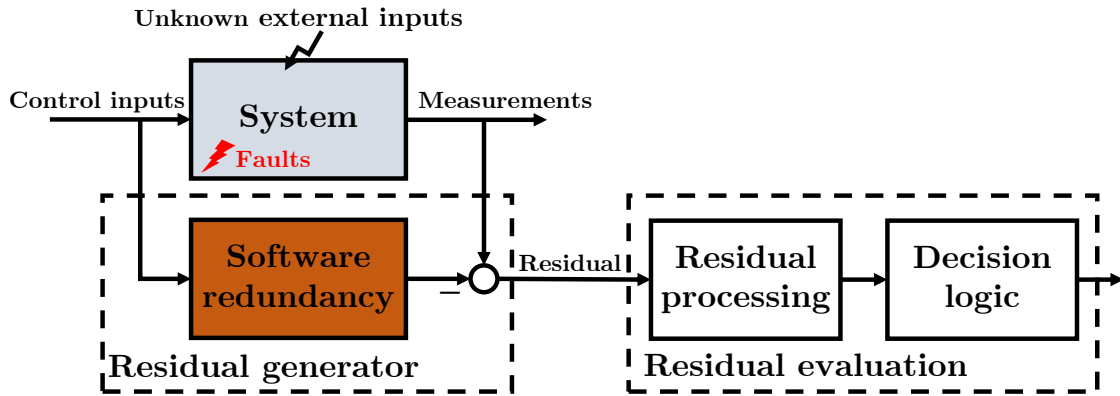 Unknown external inputs
Control inputs
System
Measurements
Faults
Software
redundancy
−
Residual
Residual
processing
Decision
logic
Residual generator
Residual evaluation